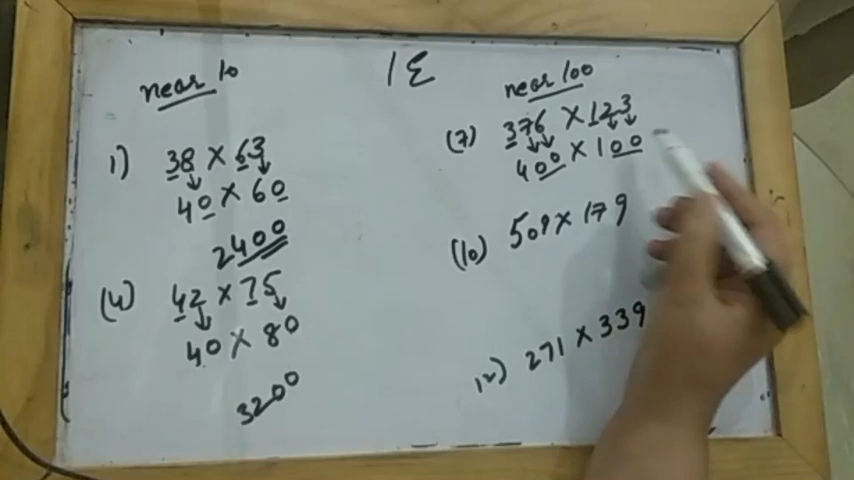 1E
near 10
1) 38 × 63
40 × 60
2400
(4) 42 × 75
40 × 80
3200
near 100
(7) 376 × 123
400 × 100
(10) 509 × 179
12) 271 × 339